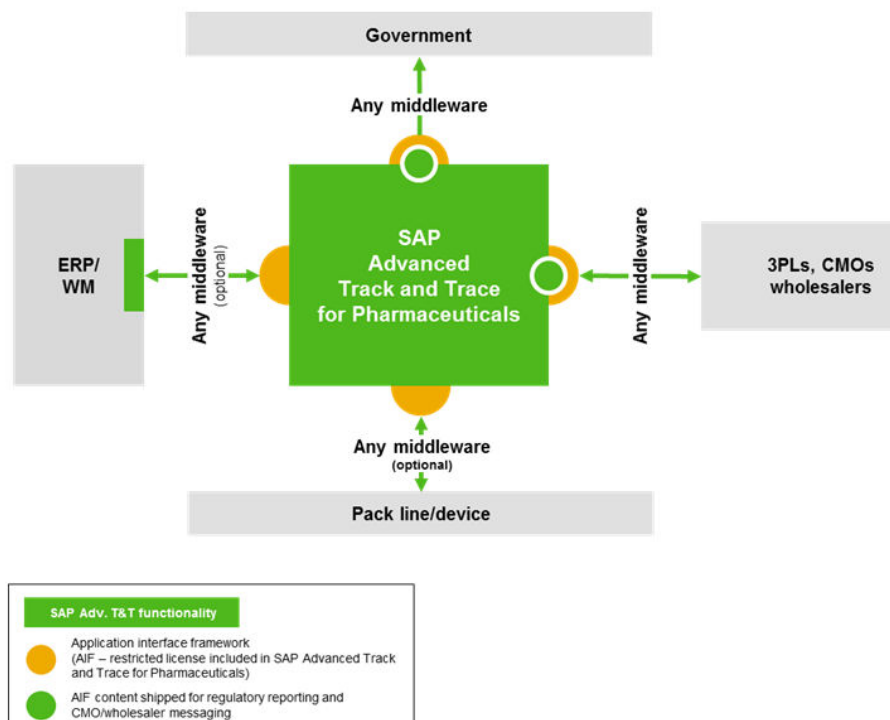 Government
Any middleware
ERP/
WM
Any middleware
(optional)
SAP
Advanced
Track and Trace
for Pharmaceuticals
Any middleware
3PLs, CMOs
wholesalers
Any middleware
(optional)
Pack line/device
SAP Adv. T&T functionality
Application interface framework
(AIF – restricted license included in SAP Advanced Track
and Trace for Pharmaceuticals)
AIF content shipped for regulatory reporting and
CMO/wholesaler messaging